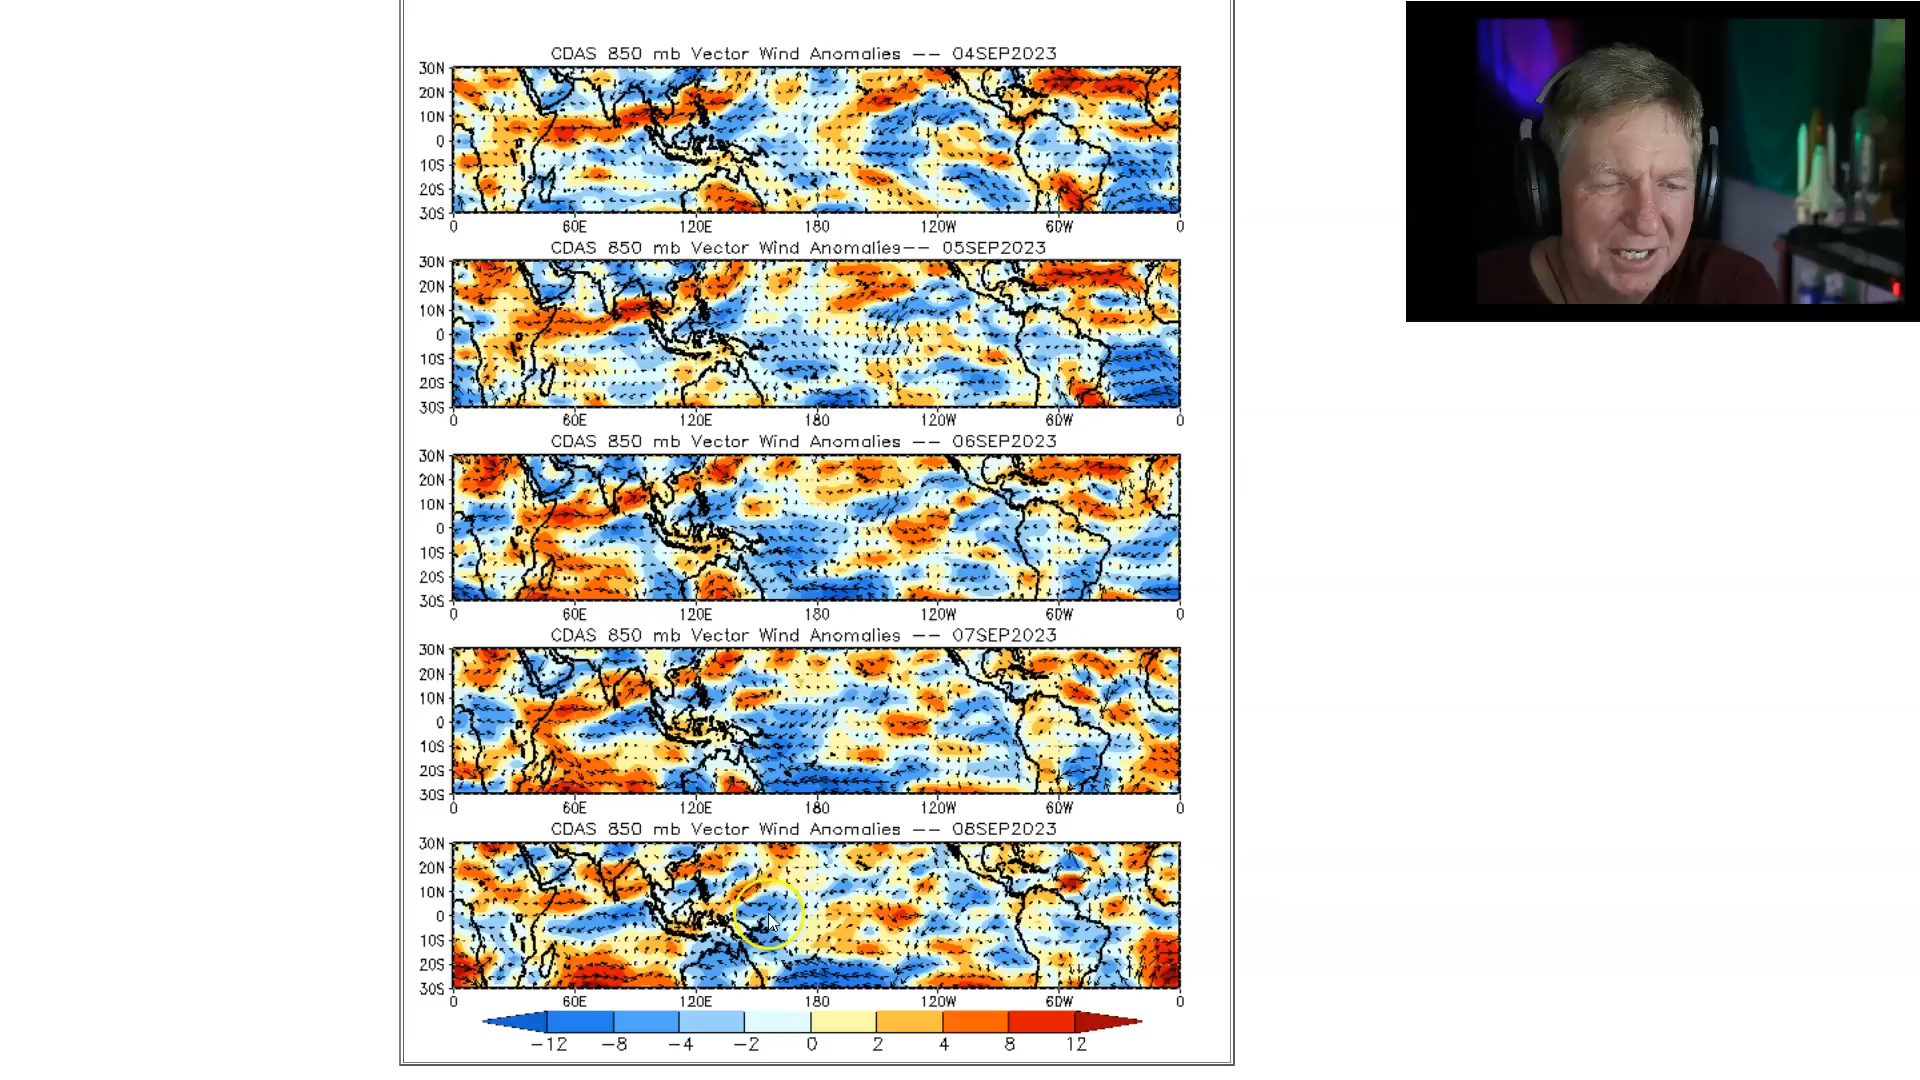 CDAS 850 mb Vector Wind Anomalies -- 04SEP2023
30N
20N
10N
0
10S
20S
30S
0 60E 120E 180 120W 60W 0
CDAS 850 mb Vector Wind Anomalies-- 05SEP2023
30N
20N
10N
0
10S
20S
30S
0 60E 120E 180 120W 60W 0
CDAS 850 mb Vector Wind Anomalies -- 06SEP2023
30N
20N
10N
0
10S
20S
30S
0 60E 120E 180 120W 60W 0
CDAS 850 mb Vector Wind Anomalies -- 07SEP2023
30N
20N
10N
0
10S
20S
30S
0 60E 120E 180 120W 60W 0
CDAS 850 mb Vector Wind Anomalies -- 08SEP2023
30N
20N
10N
0
10S
20S
30S
0 60E 120E 180 120W 60W 0
-12 -8 -4 -2 0 2 4 8 12